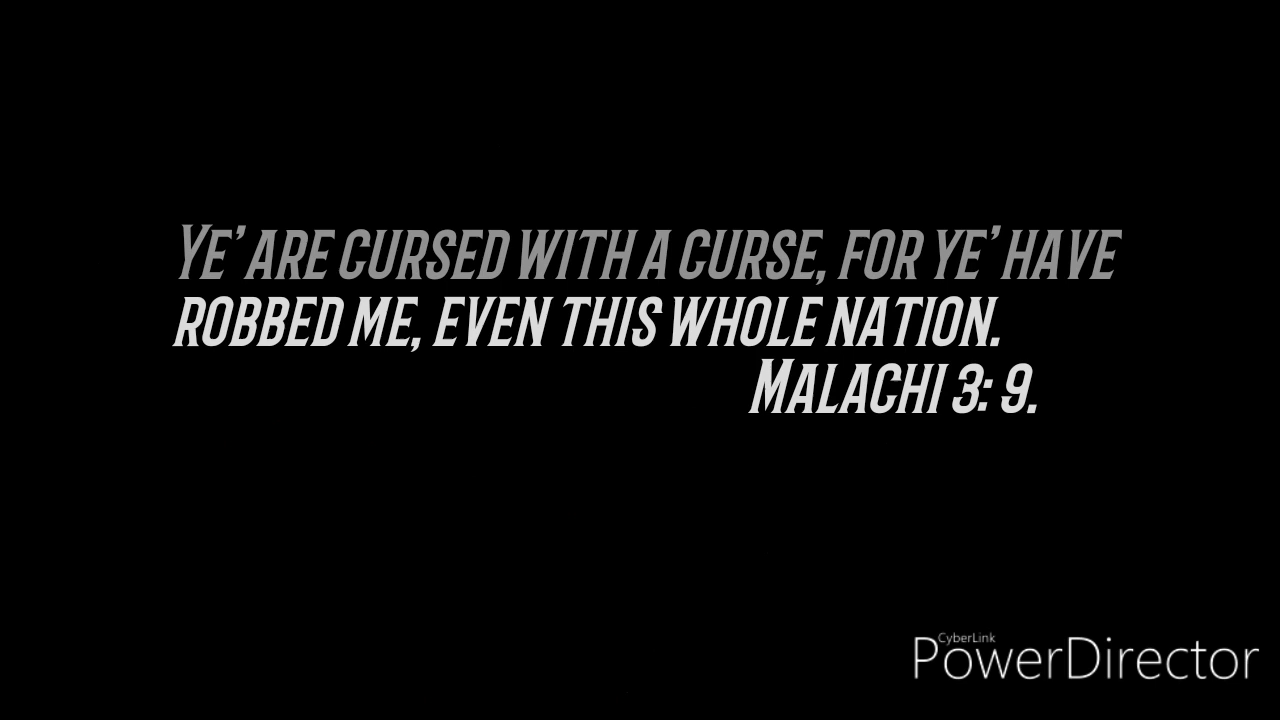 Ye' are cursed with a curse, for ye' have
robbed me, even this whole nation.
Malachi 3: 9.
CyberLink
PowerDirector